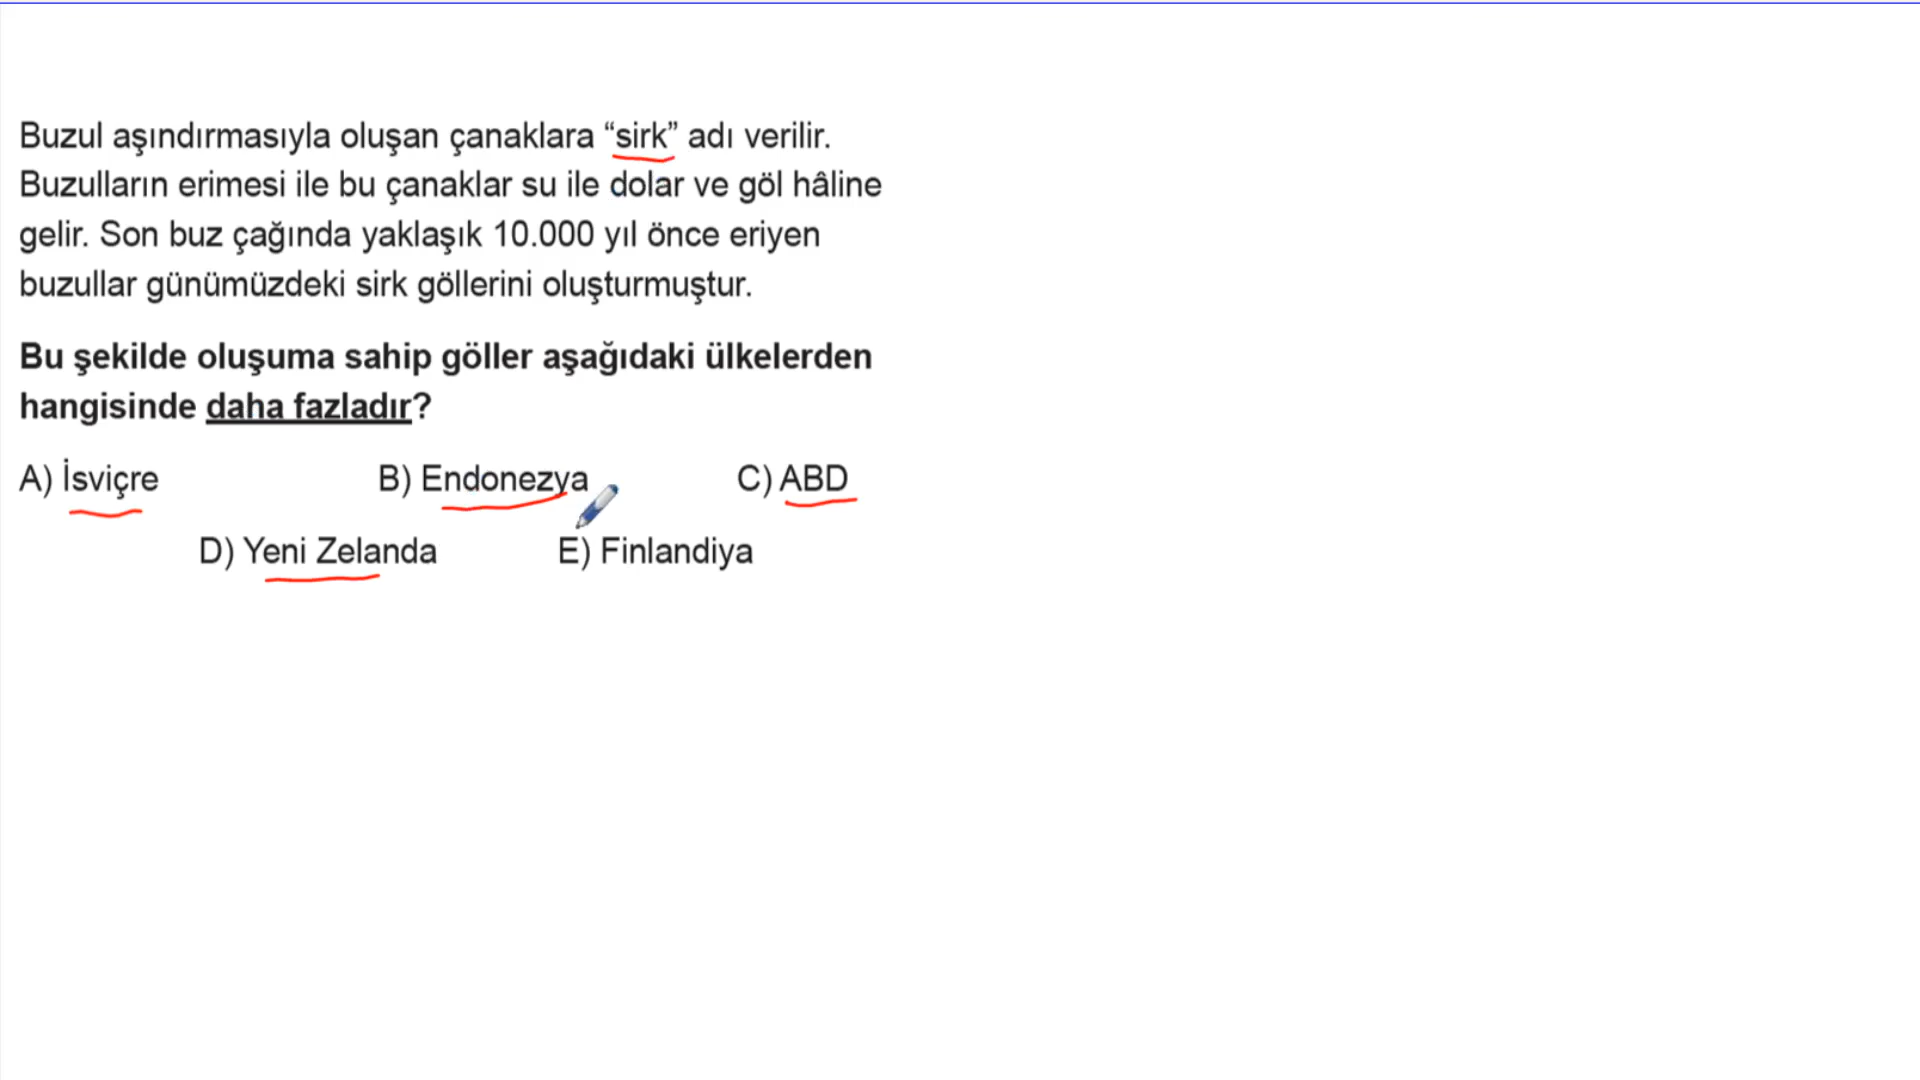 Buzul aşındırmasıyla oluşan çanaklara “sirk” adı verilir.
Buzulların erimesi ile bu çanaklar su ile dolar ve göl hâline
gelir. Son buz çağında yaklaşık 10.000 yıl önce eriyen
buzullar günümüzdeki sirk göllerini oluşturmuştur.
Bu şekilde oluşuma sahip göller aşağıdaki ülkelerden
hangisinde daha fazladır?
A) İsviçre B) Endonezya C) ABD
D) Yeni Zelanda E) Finlandiya